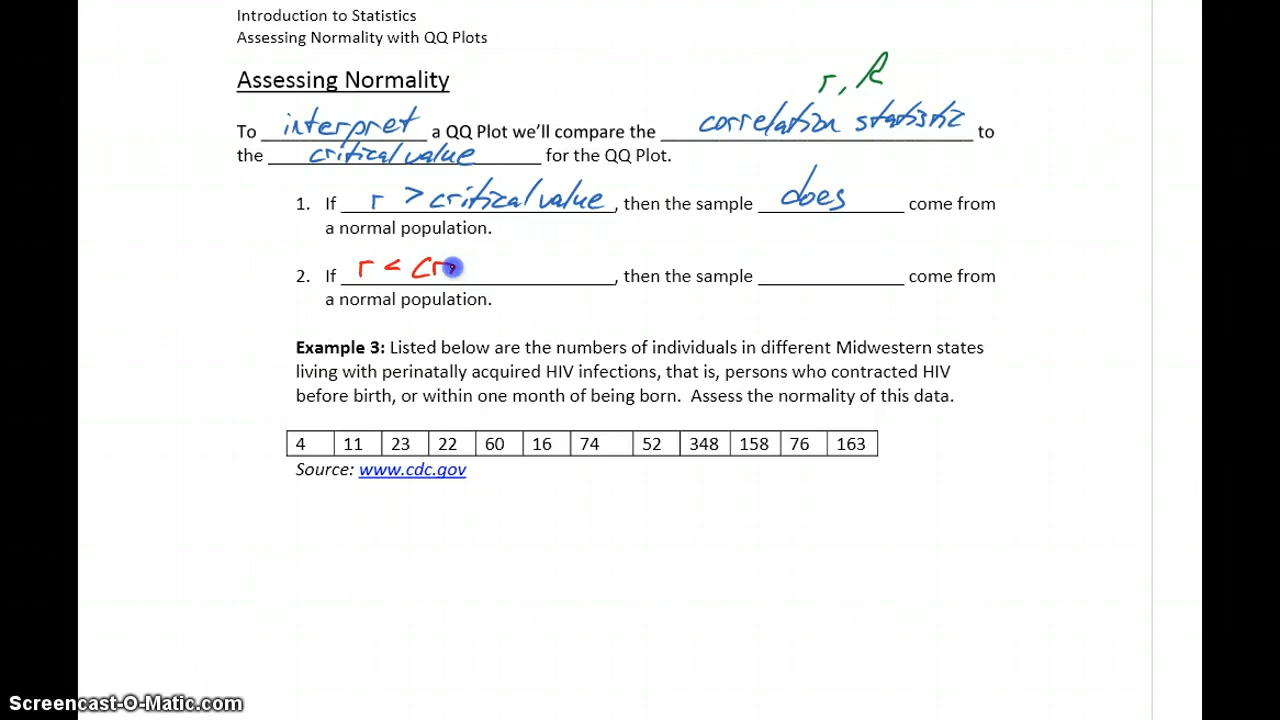 Introduction to Statistics
Assessing Normality with QQ Plots
Assessing Normality
r, R
To interpret a QQ Plot we'll compare the correlation statistic to
the critical value for the QQ Plot.
1. If r > critical value, then the sample does come from
a normal population.
2. If r < cr , then the sample ____________ come from
a normal population.
Example 3: Listed below are the numbers of individuals in different Midwestern states
living with perinatally acquired HIV infections, that is, persons who contracted HIV
before birth, or within one month of being born. Assess the normality of this data.
4 11 23 22 60 16 74 52 348 158 76 163
Source: www.cdc.gov
Screencast-O-Matic.com